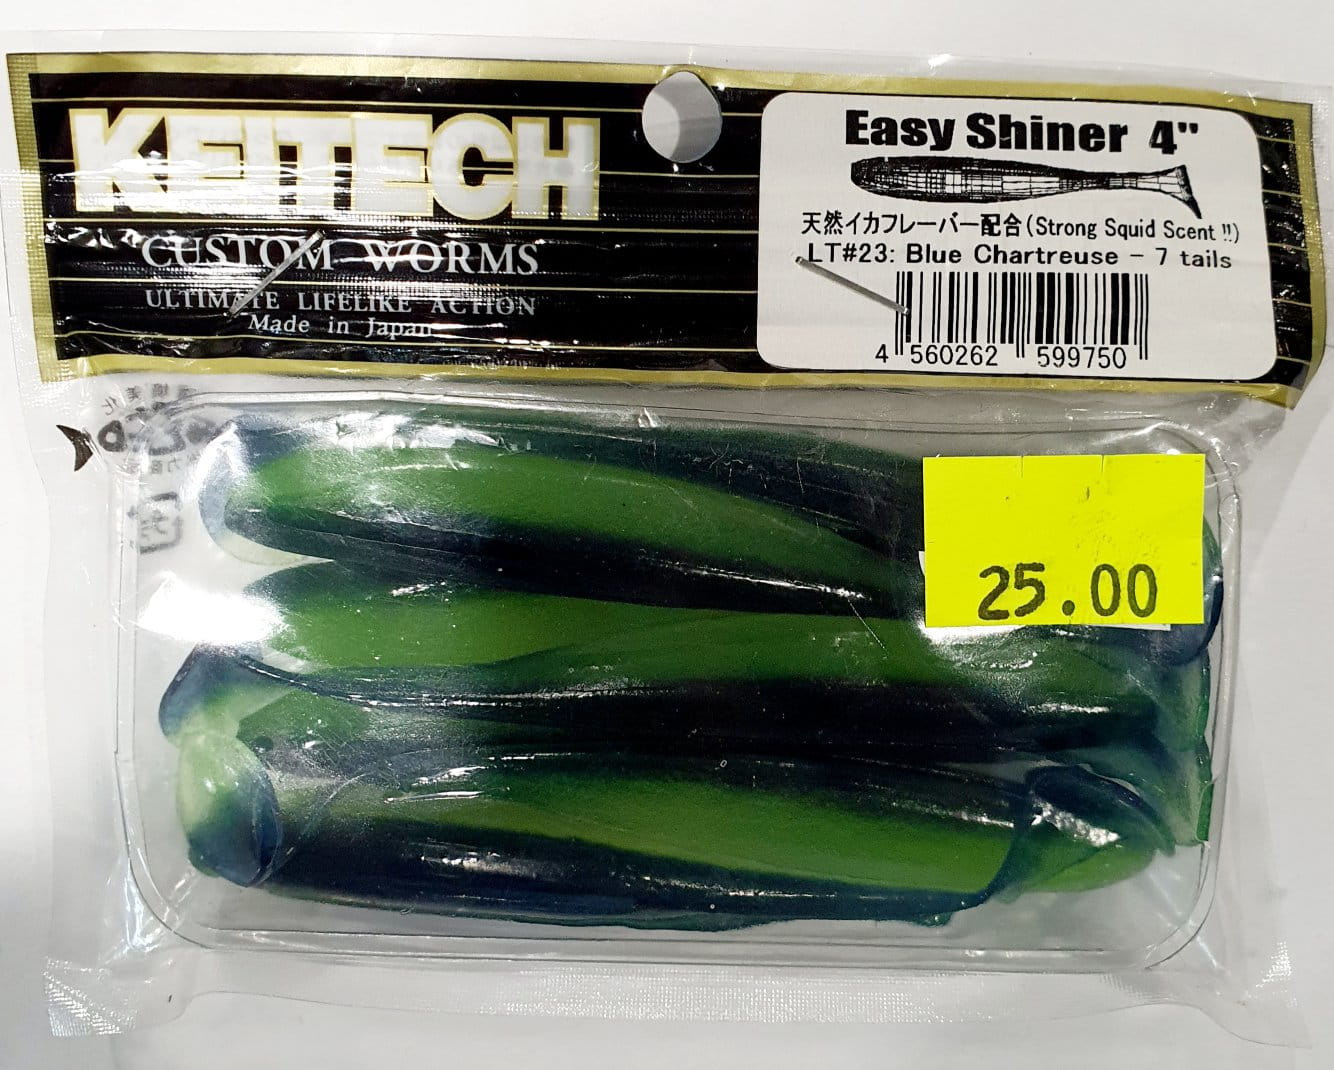 KEITECH
CUSTOM WORMS
ULTIMATE LIFELIKE ACTION
Made in Japan
Easy Shiner 4"
天然イカフレーバー配合(Strong Squid Scent !!)
LT#23: Blue Chartreuse - 7 tails
4 560262 599750
25.00